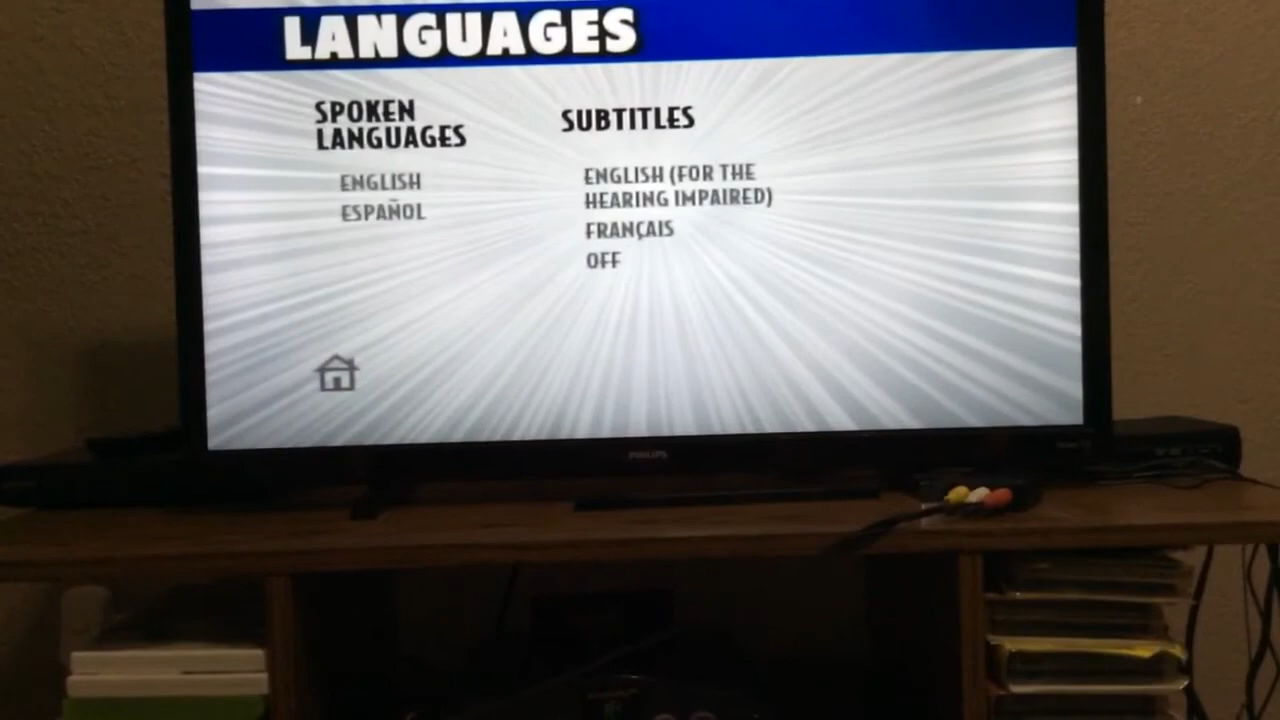 LANGUAGES
SPOKEN
LANGUAGES
ENGLISH
ESPAÑOL
SUBTITLES
ENGLISH (FOR THE
HEARING IMPAIRED)
FRANÇAIS
OFF
PHILIPS